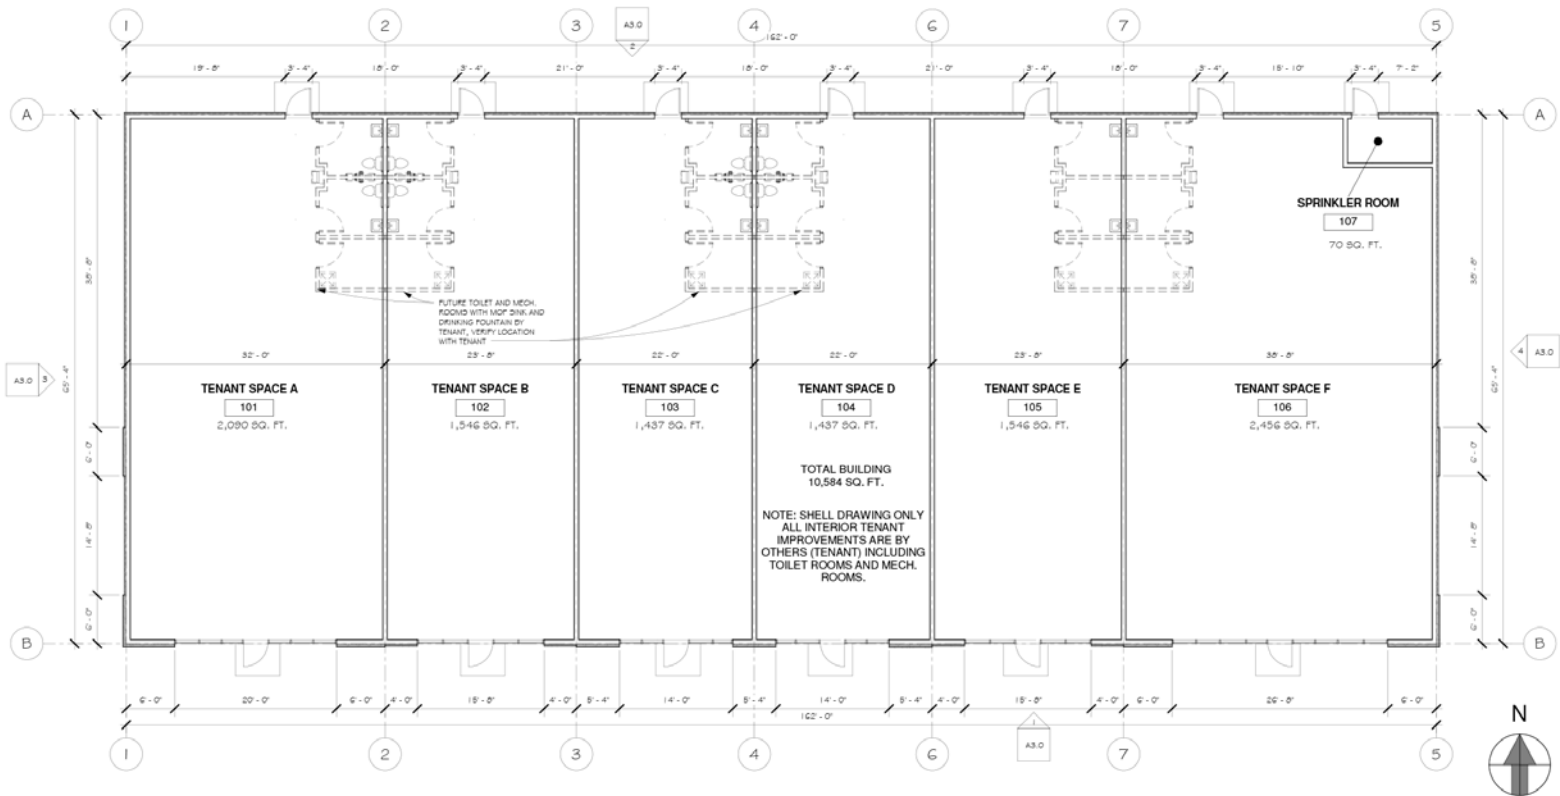 1 2 3 4 6 7 5
A3.0
2
162'-0"
19'-8" 3'-4" 18'-0" 3'-4" 21'-0" 3'-4" 18'-0" 3'-4" 21'-0" 3'-4" 18'-0" 3'-4" 15'-10" 3'-4" 7'-2"
A A
SPRINKLER ROOM
107
70 SQ. FT.
38'-8" 38'-8"
FUTURE TOILET AND MECH.
ROOMS WITH MOP SINK AND
DRINKING FOUNTAIN BY
TENANT, VERIFY LOCATION
WITH TENANT
32'-0" 23'-8" 22'-0" 22'-0" 23'-8" 38'-8"
A3.0 3 65'-4" 65'-4" 4 A3.0
TENANT SPACE A TENANT SPACE B TENANT SPACE C TENANT SPACE D TENANT SPACE E TENANT SPACE F
101 102 103 104 105 106
2,090 SQ. FT. 1,546 SQ. FT. 1,437 SQ. FT. 1,437 SQ. FT. 1,546 SQ. FT. 2,456 SQ. FT.
6'-0" 6'-0"
TOTAL BUILDING
10,584 SQ. FT.
NOTE: SHELL DRAWING ONLY
ALL INTERIOR TENANT
IMPROVEMENTS ARE BY
OTHERS (TENANT) INCLUDING
TOILET ROOMS AND MECH.
ROOMS.
14'-8" 14'-8"
6'-0" 6'-0"
B B
6'-0" 20'-0" 6'-0" 4'-0" 15'-8" 4'-0" 5'-4" 14'-0" 5'-4" 14'-0" 5'-4" 4'-0" 15'-8" 4'-0" 6'-0" 26'-8" 6'-0"
162'-0"
1
A3.0
N
1 2 3 4 6 7 5